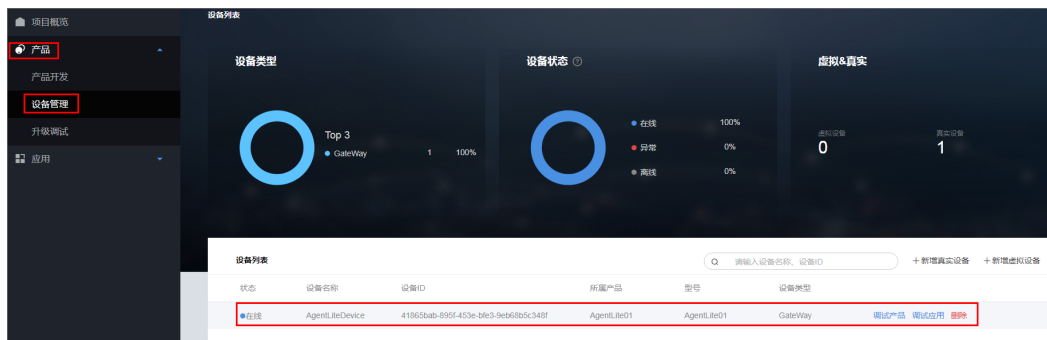 项目概览
产品
产品开发
设备管理
升级调试
应用
设备列表
设备类型
Top 3
GateWay 1 100%
设备状态
在线 100%
异常 0%
离线 0%
虚拟&真实
虚拟设备 真实设备
0 1
设备列表 请输入设备名称、设备ID +新增真实设备 +新增虚拟设备
状态 设备名称 设备ID 所属产品 型号 设备类型
在线 AgentLiteDevice 41865bab-895f-453e-bfe3-9eb68b5c348f AgentLite01 AgentLite01 GateWay 调试产品 调试应用 删除